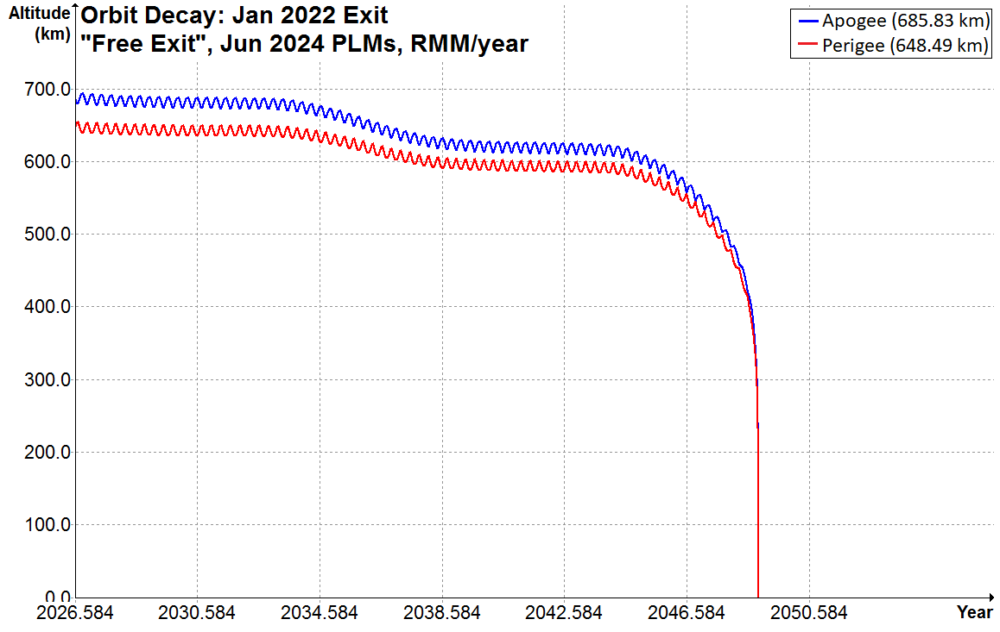 Altitude
(km)
Orbit Decay: Jan 2022 Exit
"Free Exit", Jun 2024 PLMs, RMM/year
Apogee (685.83 km)
Perigee (648.49 km)
700.0
600.0
500.0
400.0
300.0
200.0
100.0
0.0
2026.584 2030.584 2034.584 2038.584 2042.584 2046.584 2050.584 Year